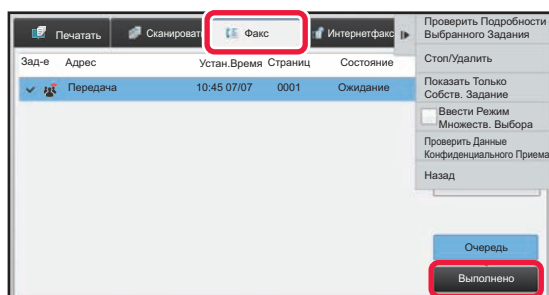 Печатать
Сканироват
Факс
Интернетфакс
Зад-е Адрес Устан.Время Страниц Состояние
Передача 10:45 07/07 0001 Ожидание
Проверить Подробности
Выбранного Задания
Стоп/Удалить
Показать Только
Собств. Задание
Ввести Режим
Множеств. Выбора
Проверить Данные
Конфиденциального Приема
Назад
Очередь
Выполнено